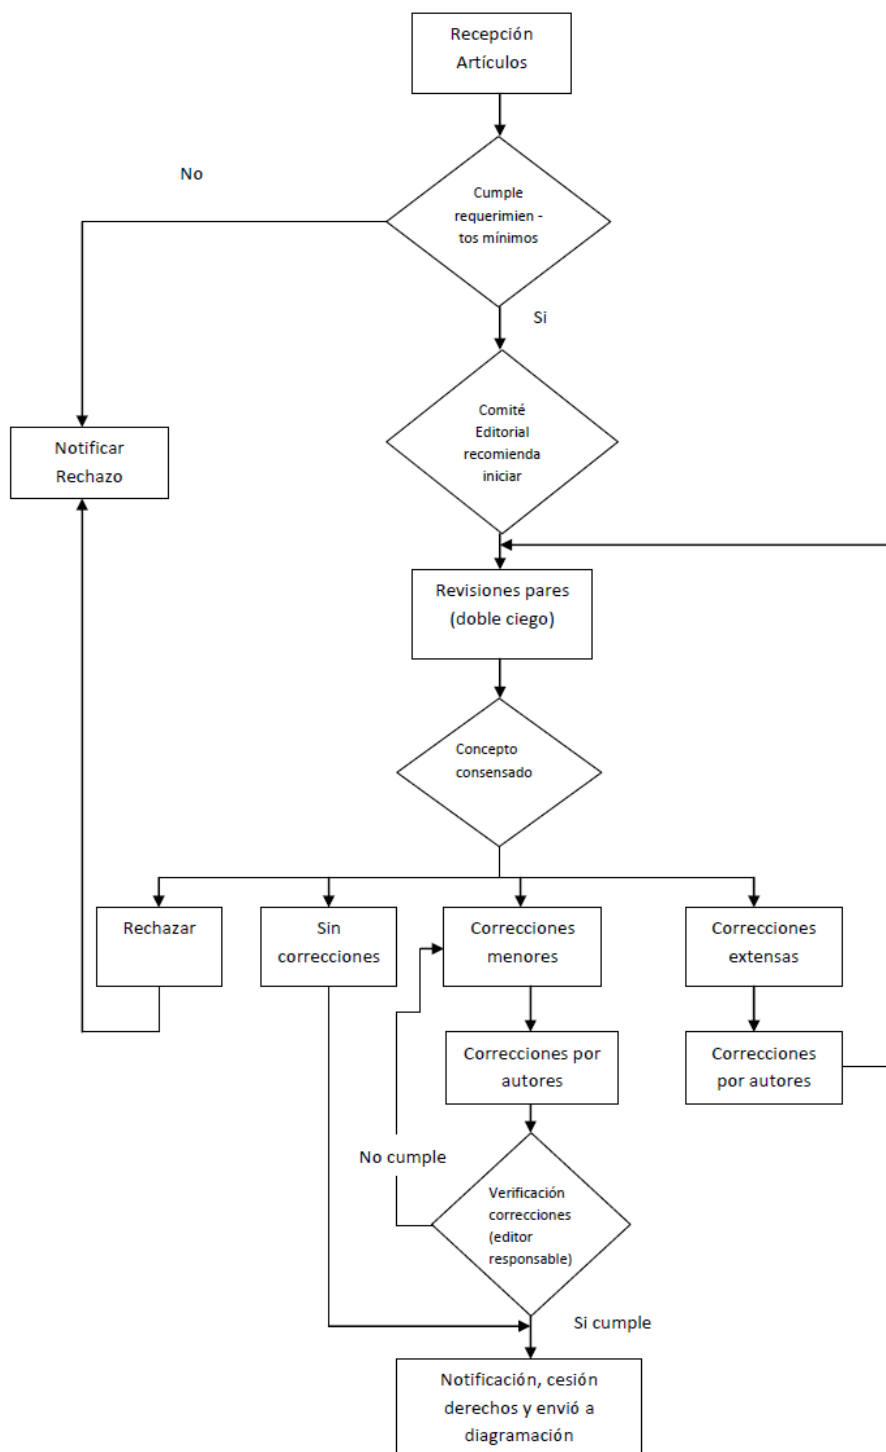 Recepción
Artículos
No
Cumple
requerimien -
tos mínimos
Si
Comité
Editorial
recomienda
iniciar
Notificar
Rechazo
Revisiones pares
(doble ciego)
Concepto
consensado
Rechazar
Sin
correcciones
Correcciones
menores
Correcciones
extensas
Correcciones por
autores
Correcciones
por autores
No cumple
Verificación
correcciones
(editor
responsable)
Si cumple
Notificación, cesión
derechos y envió a
diagramación